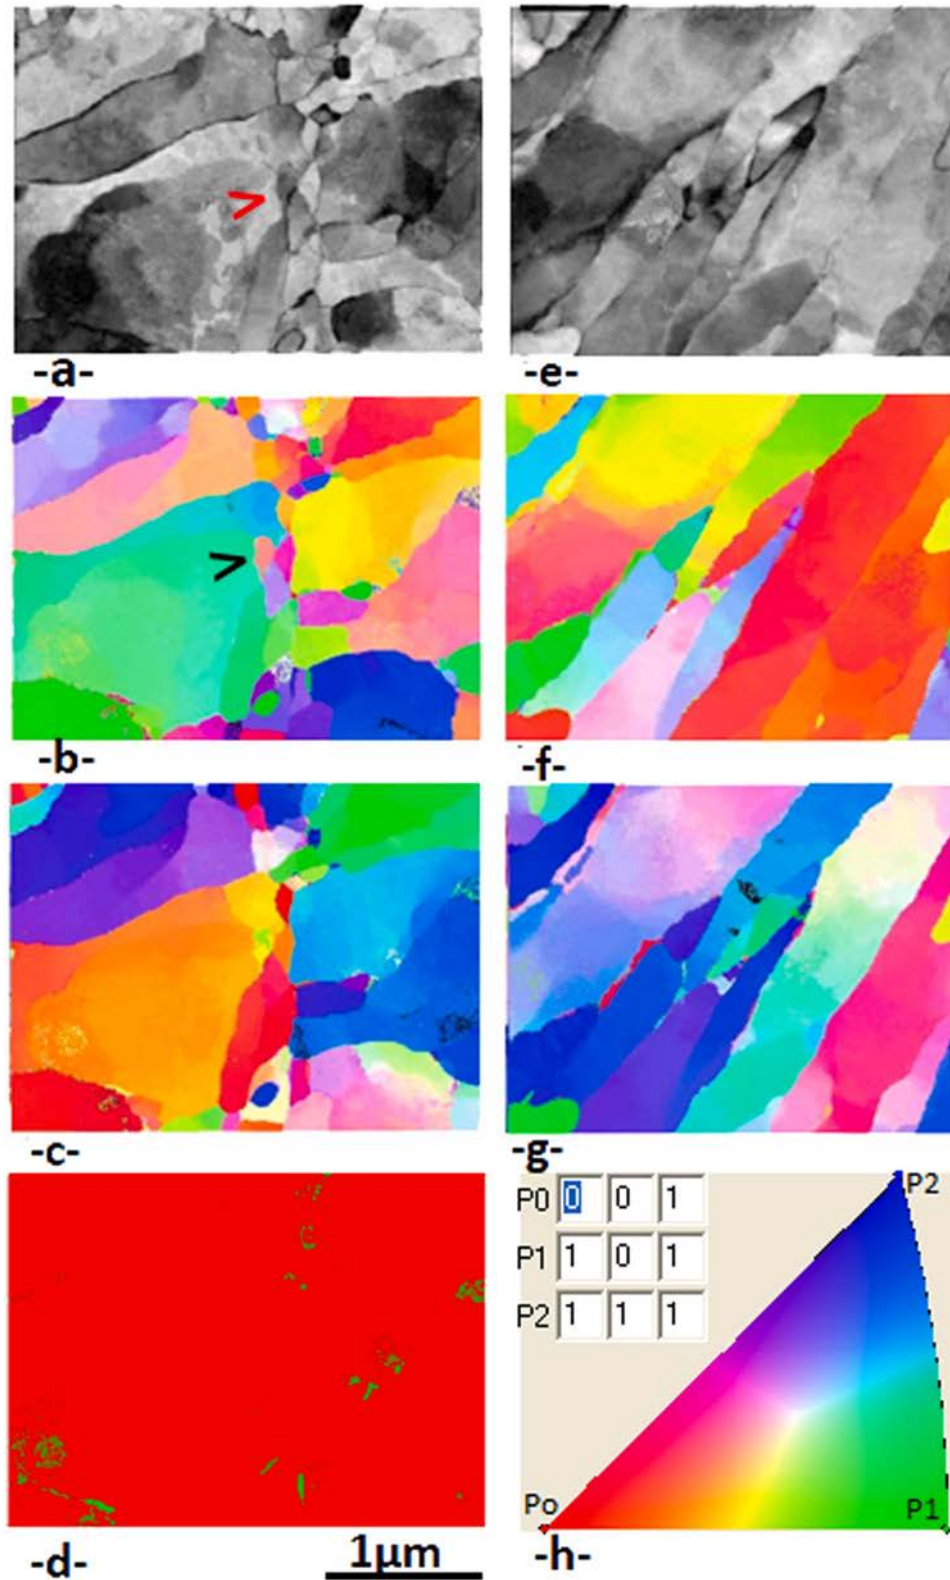 -a-
-e-
-b-
-f-
-c-
-g-
P0 0 0 1
P1 1 0 1
P2 1 1 1
P2
Po
P1
-d-
1µm
-h-